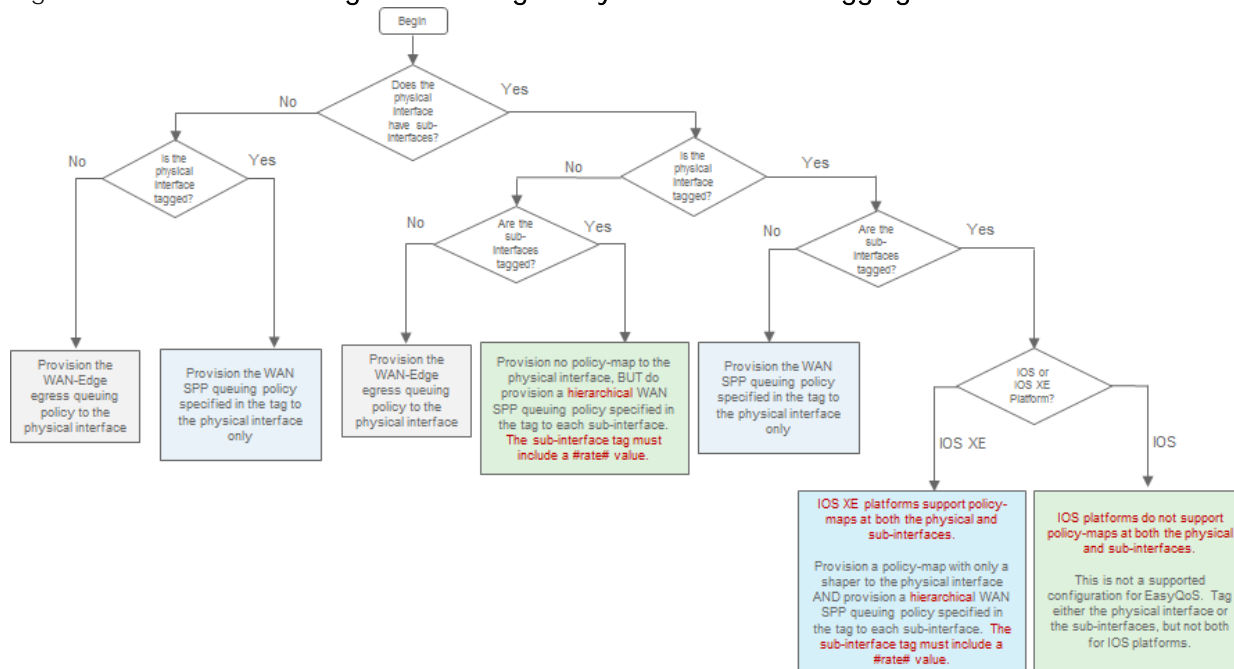 Begin
Does the
physical
interface
have sub-
interfaces?
No
Yes
Is the
physical
interface
tagged?
No
Yes
Is the
physical
interface
tagged?
No
Yes
Are the
sub-
interfaces
tagged?
No
Yes
Are the
sub-
interfaces
tagged?
No
Yes
Provision the
WAN-Edge
egress queuing
policy to the
physical interface
Provision the WAN
SPP queuing policy
specified in the tag to
the physical interface
only
Provision the
WAN-Edge
egress queuing
policy to the
physical interface
Provision no policy-map to the
physical interface, BUT do
provision a hierarchical WAN
SPP queuing policy specified in
the tag to each sub-interface.
The sub-interface tag must
include a #rate# value.
Provision the WAN
SPP queuing policy
specified in the tag to
the physical interface
only
IOS or
IOS XE
Platform?
IOS XE
IOS
IOS XE platforms support policy-
maps at both the physical and
sub-interfaces.
Provision a policy-map with only a
shaper to the physical interface
AND provision a hierarchical WAN
SPP queuing policy specified in
the tag to each sub-interface. The
sub-interface tag must include a
#rate# value.
IOS platforms do not support
policy-maps at both the physical
and sub-interfaces.
This is not a supported
configuration for EasyQoS. Tag
either the physical interface or
the sub-interfaces, but not both
for IOS platforms.